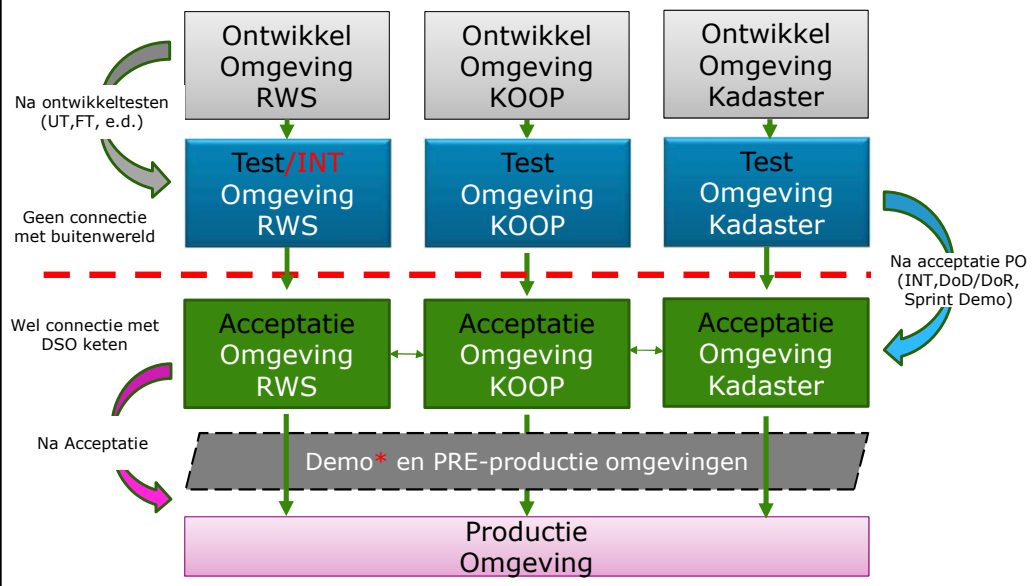 Ontwikkel
Omgeving
RWS
Ontwikkel
Omgeving
KOOP
Ontwikkel
Omgeving
Kadaster
Na ontwikkeltesten
(UT,FT, e.d.)
Test/INT
Omgeving
RWS
Test
Omgeving
KOOP
Test
Omgeving
Kadaster
Geen connectie
met buitenwereld
Na acceptatie PO
(INT,DoD/DoR,
Sprint Demo)
Wel connectie met
DSO keten
Acceptatie
Omgeving
RWS
Acceptatie
Omgeving
KOOP
Acceptatie
Omgeving
Kadaster
Na Acceptatie
Demo* en PRE-productie omgevingen
Productie
Omgeving